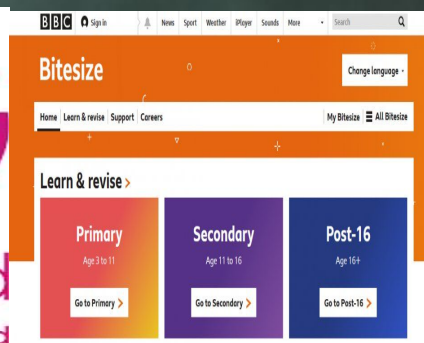 BBC Sign in News Sport Weather iPlayer Sounds More Search
Bitesize
Change language
Home Learn & revise Support Careers My Bitesize All Bitesize
Learn & revise
Primary Secondary Post-16
Age 3 to 11 Age 11 to 16 Age 16+
Go to Primary Go to Secondary Go to Post-16